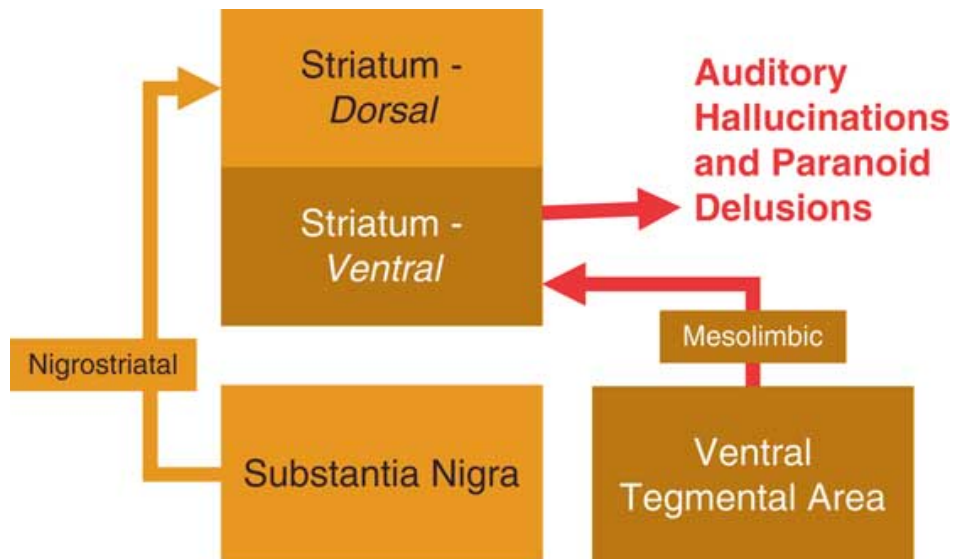 Striatum -
Dorsal
Auditory
Hallucinations
and Paranoid
Delusions
Striatum -
Ventral
Nigrostriatal
Mesolimbic
Substantia Nigra
Ventral
Tegmental Area